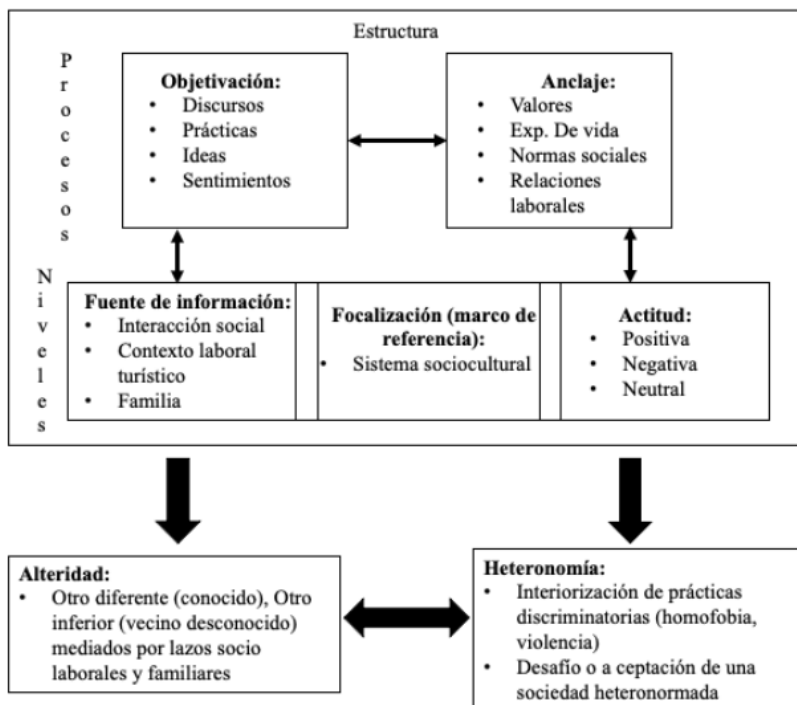 Estructura
Procesos
Objetivación:
• Discursos
• Prácticas
• Ideas
• Sentimientos
Anclaje:
• Valores
• Exp. De vida
• Normas sociales
• Relaciones
laborales
Niveles
Fuente de información:
• Interacción social
• Contexto laboral
turístico
• Familia
Focalización (marco de
referencia):
• Sistema sociocultural
Actitud:
• Positiva
• Negativa
• Neutral
Alteridad:
• Otro diferente (conocido), Otro
inferior (vecino desconocido)
mediados por lazos socio
laborales y familiares
Heteronomía:
• Interiorización de prácticas
discriminatorias (homofobia,
violencia)
• Desafío o a ceptación de una
sociedad heteronormada